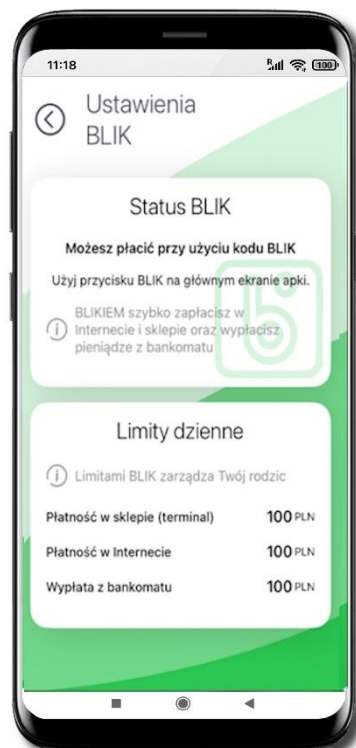 11:18
R
100
Ustawienia
BLIK
Status BLIK
Możesz płacić przy użyciu kodu BLIK
Użyj przycisku BLIK na głównym ekranie apki.
BLIKIEM szybko zapłacisz w
Internecie i sklepie oraz wypłacisz
pieniądze z bankomatu
Limity dzienne
Limitami BLIK zarządza Twój rodzic
Płatność w sklepie (terminal) 100 PLN
Płatność w Internecie 100 PLN
Wypłata z bankomatu 100 PLN